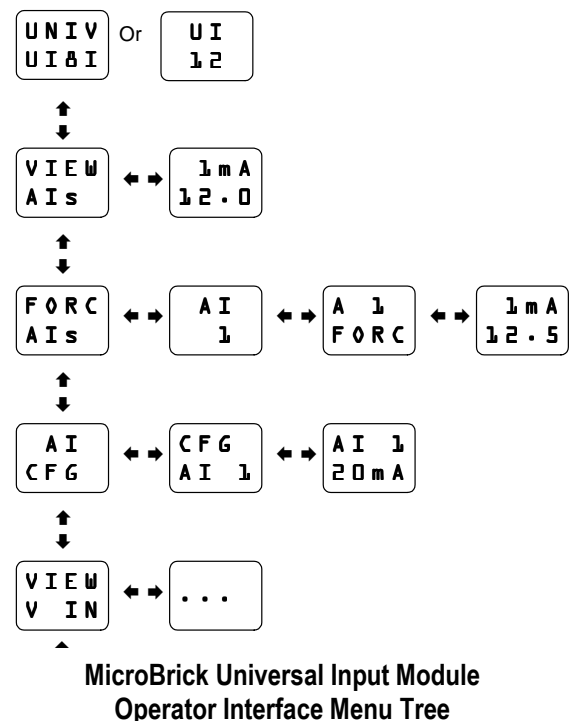 UNIV Or UI
UI8I 12
VIEW 1mA
AIs 12.0
FORC AI A 1 1mA
AIs 1 FORC 12.5
AI CFG AI 1
CFG AI 1 20mA
VIEW ...
V IN
MicroBrick Universal Input Module
Operator Interface Menu Tree